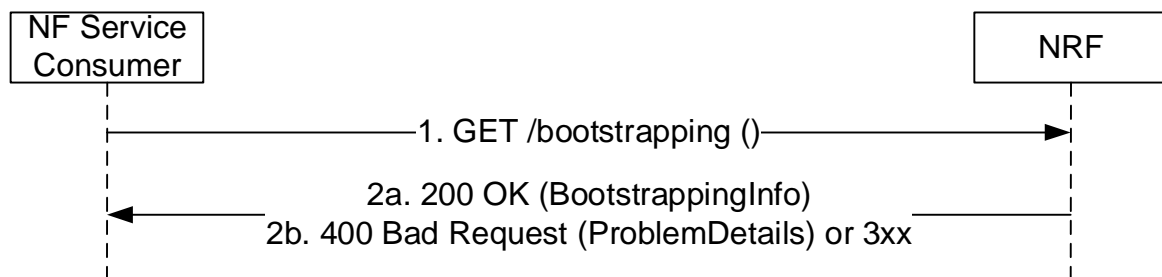 NF Service
Consumer
NRF
1. GET /bootstrapping ()
2a. 200 OK (BootstrappingInfo)
2b. 400 Bad Request (ProblemDetails) or 3xx